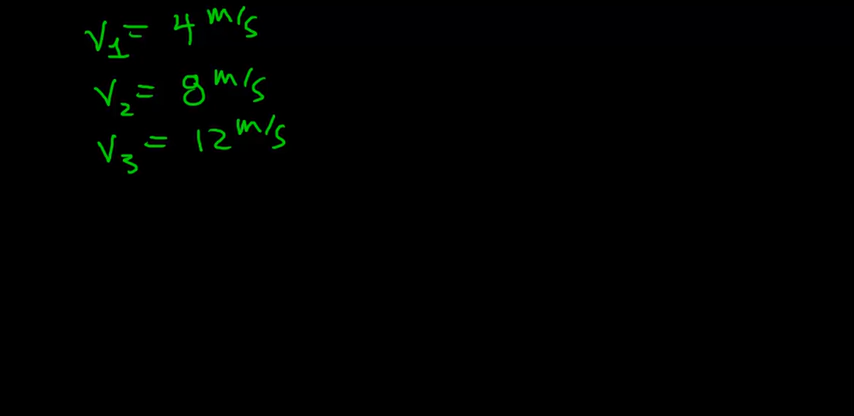 v₁ = 4 m/s
v₂ = 8 m/s
v₃ = 12 m/s